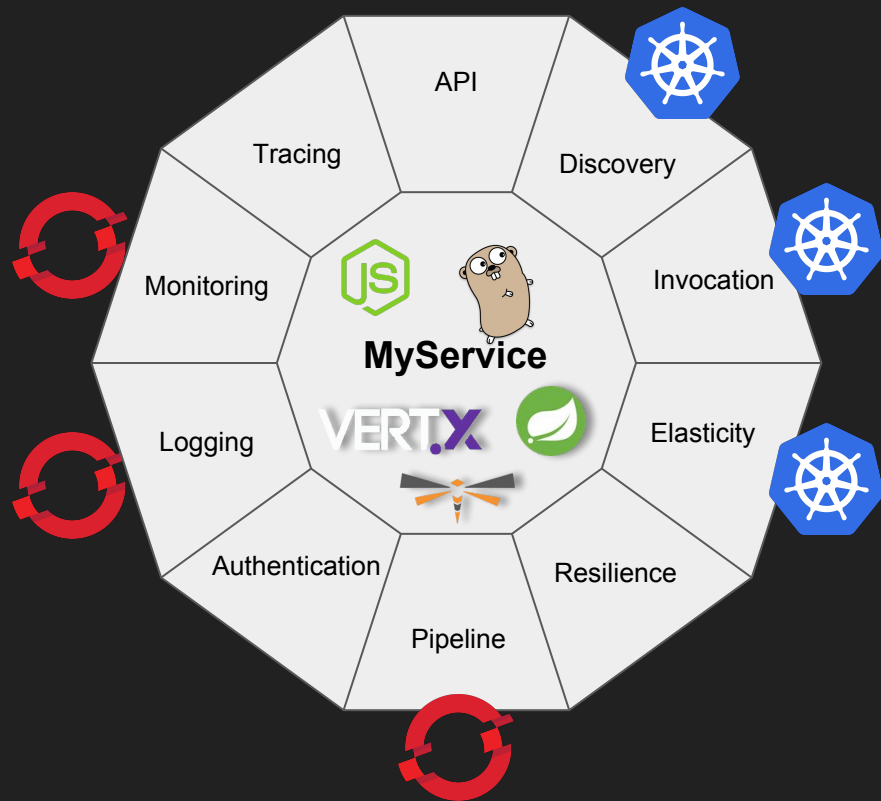 API
Tracing
Discovery
Monitoring
Invocation
JS
MyService
VERT.X
Logging
Elasticity
Authentication
Resilience
Pipeline